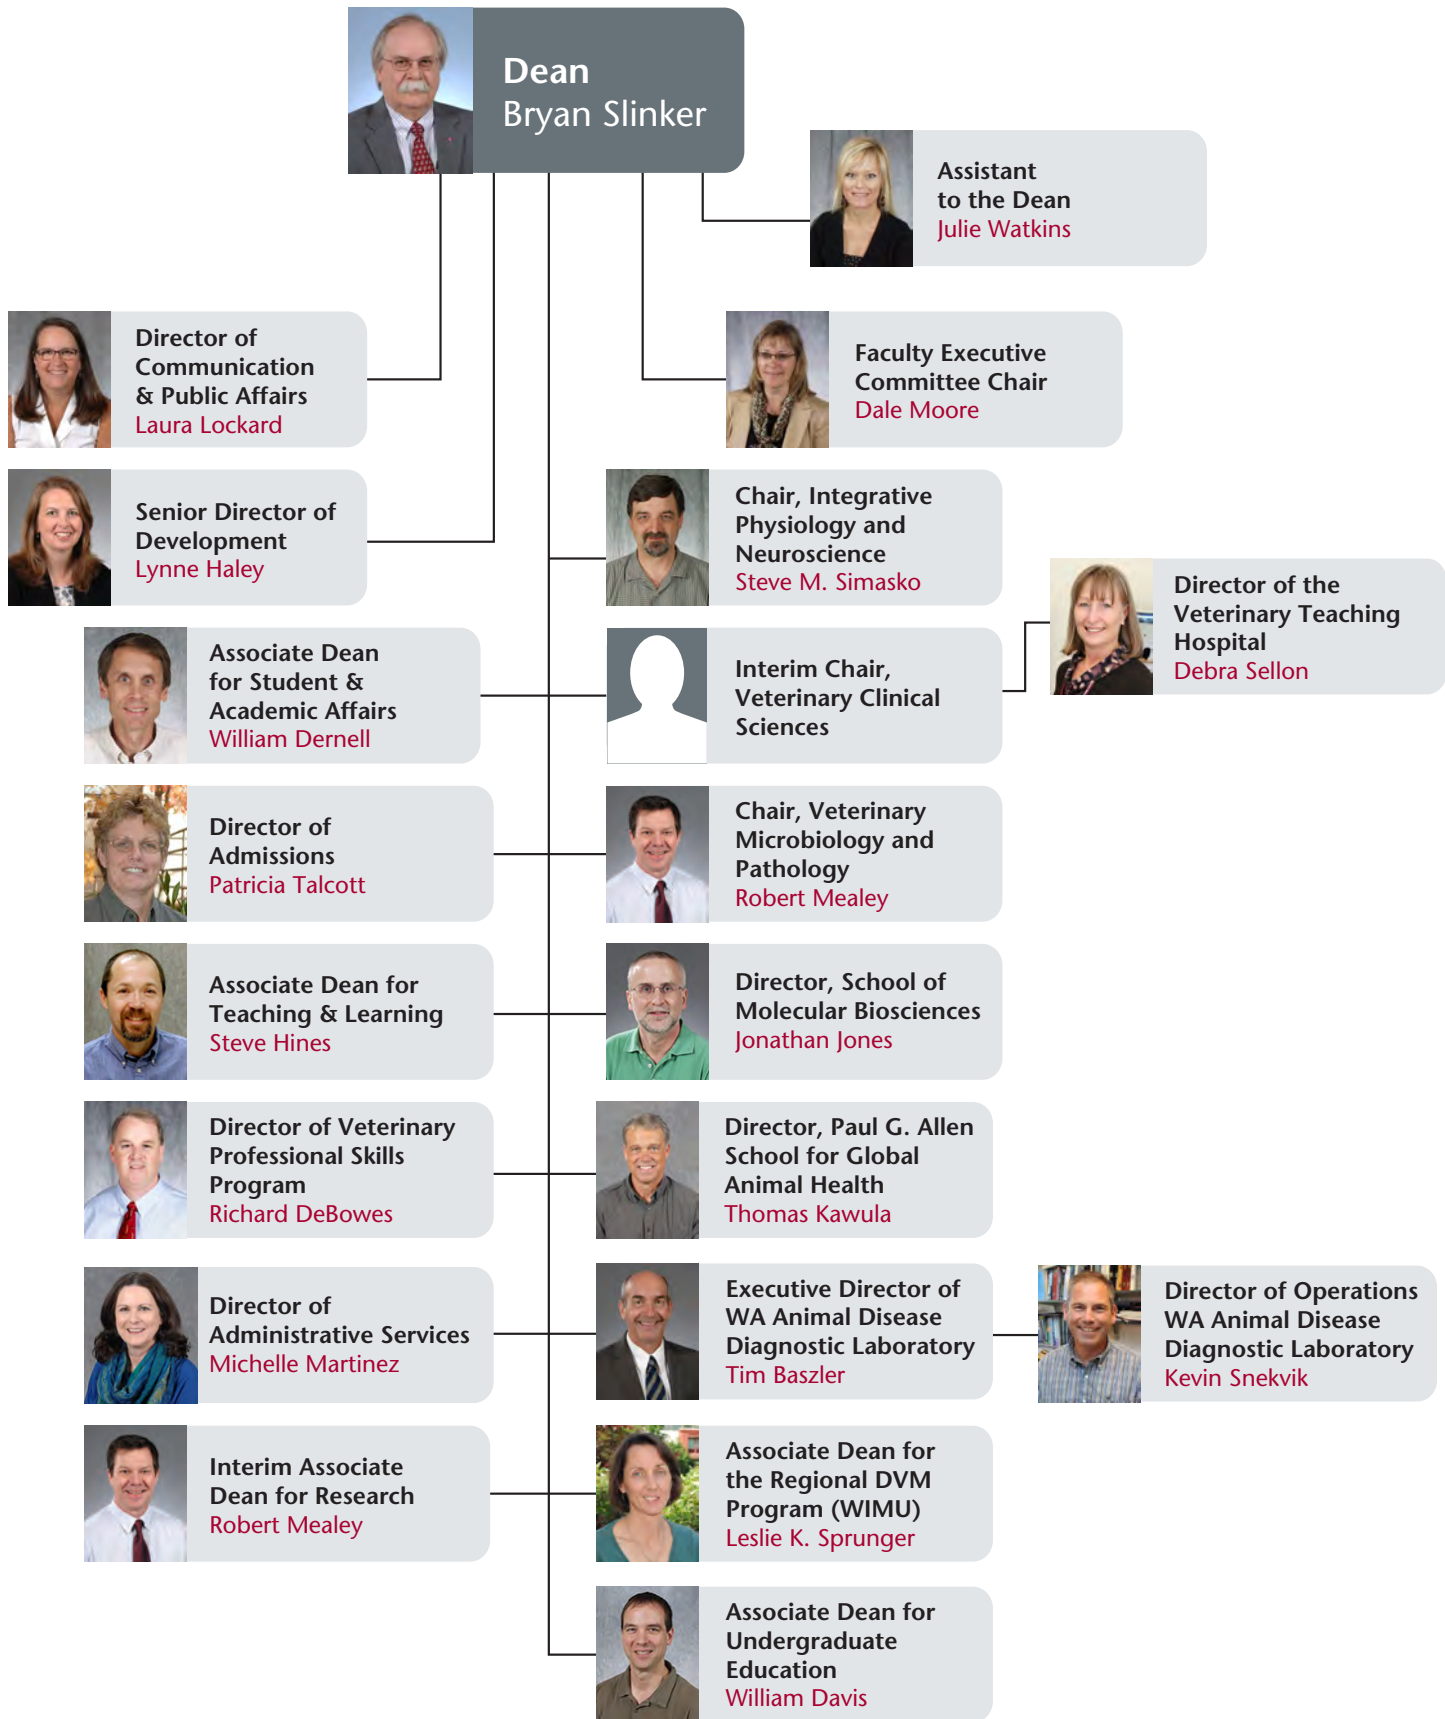 Dean
Bryan Slinker
Assistant
to the Dean
Julie Watkins
Director of
Communication
& Public Affairs
Laura Lockard
Faculty Executive
Committee Chair
Dale Moore
Senior Director of
Development
Lynne Haley
Chair, Integrative
Physiology and
Neuroscience
Steve M. Simasko
Director of the
Veterinary Teaching
Hospital
Debra Sellon
Associate Dean
for Student &
Academic Affairs
William Dernell
Interim Chair,
Veterinary Clinical
Sciences
Director of
Admissions
Patricia Talcott
Chair, Veterinary
Microbiology and
Pathology
Robert Mealey
Associate Dean for
Teaching & Learning
Steve Hines
Director, School of
Molecular Biosciences
Jonathan Jones
Director of Veterinary
Professional Skills
Program
Richard DeBowes
Director, Paul G. Allen
School for Global
Animal Health
Thomas Kawula
Director of
Administrative Services
Michelle Martinez
Executive Director of
WA Animal Disease
Diagnostic Laboratory
Tim Baszler
Director of Operations
WA Animal Disease
Diagnostic Laboratory
Kevin Snekvik
Interim Associate
Dean for Research
Robert Mealey
Associate Dean for
the Regional DVM
Program (WIMU)
Leslie K. Sprunger
Associate Dean for
Undergraduate
Education
William Davis